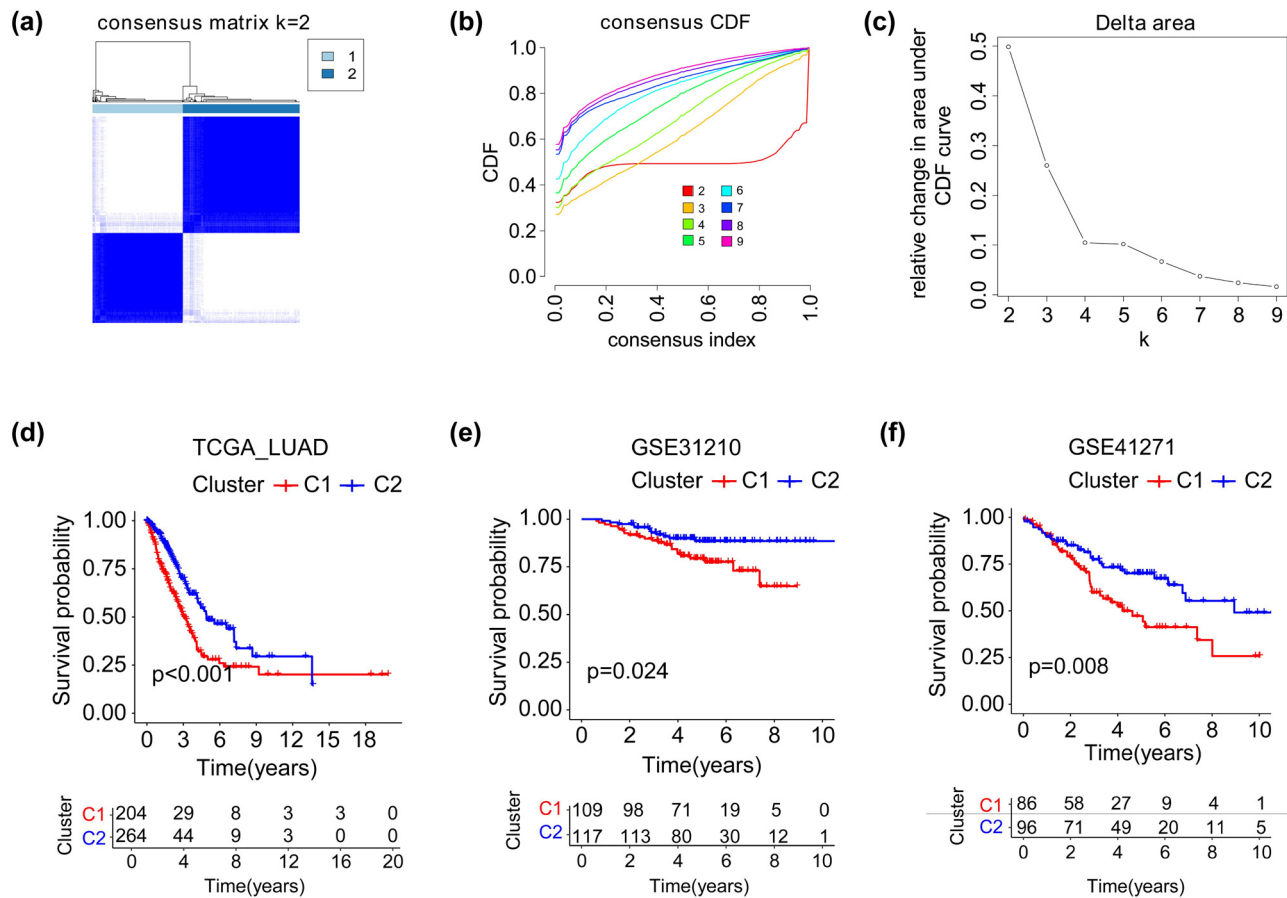 (a)
consensus matrix k=2
1
2
(b)
consensus CDF
CDF
1.0
0.8
0.6
0.4
0.2
0.0
2
3
4
5
6
7
8
9
0.0
0.2
0.4
0.6
0.8
1.0
consensus index
(c)
Delta area
relative change in area under
CDF curve
0.5
0.4
0.3
0.2
0.1
0.0
2 3 4 5 6 7 8 9
k
(d)
TCGA_LUAD
Cluster C1 C2
Survival probability
1.00
0.75
0.50
0.25
0.00
p<0.001
0 3 6 9 12 15 18
Time(years)
Cluster
C1 204 29 8 3 3 0
C2 264 44 9 3 0 0
0 4 8 12 16 20
Time(years)
(e)
GSE31210
Cluster C1 C2
Survival probability
1.00
0.75
0.50
0.25
0.00
p=0.024
0 2 4 6 8 10
Time(years)
Cluster
C1 109 98 71 19 5 0
C2 117 113 80 30 12 1
0 2 4 6 8 10
Time(years)
(f)
GSE41271
Cluster C1 C2
Survival probability
1.00
0.75
0.50
0.25
0.00
p=0.008
0 2 4 6 8 10
Time(years)
Cluster
C1 86 58 27 9 4 1
C2 96 71 49 20 11 5
0 2 4 6 8 10
Time(years)